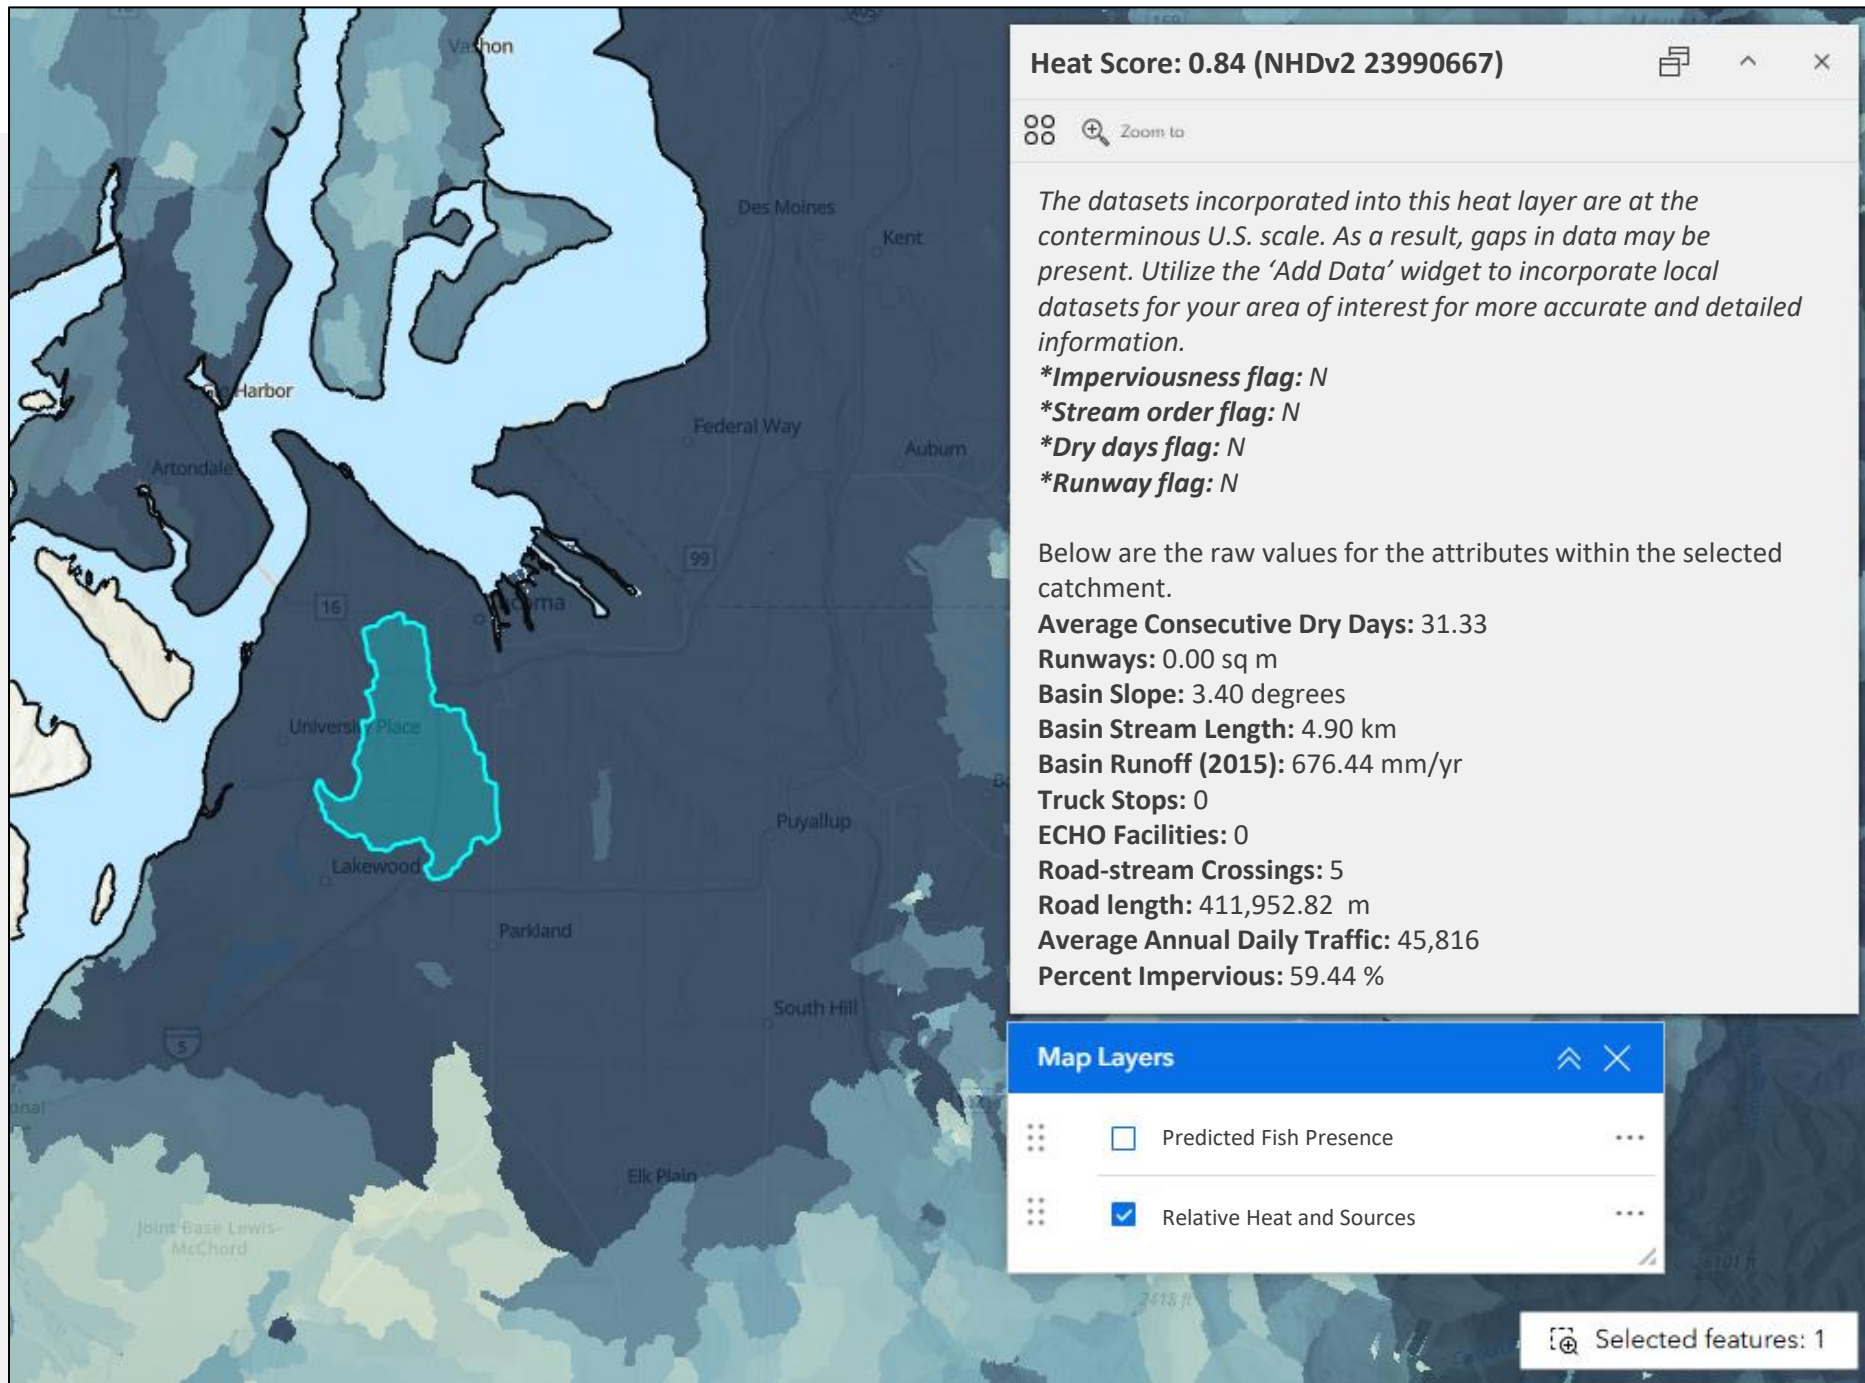 Vashon
Des Moines
Kent
Harbor
Federal Way
Auburn
Artondale
99
16
University Place
Puyallup
Lakewood
Parkland
South Hill
5
Elk Plain
Joint Base Lewis-
McChord
2418 ft
Heat Score: 0.84 (NHDv2 23990667)
Zoom to
The datasets incorporated into this heat layer are at the
conterminous U.S. scale. As a result, gaps in data may be
present. Utilize the ‘Add Data’ widget to incorporate local
datasets for your area of interest for more accurate and detailed
information.
*Imperviousness flag: N
*Stream order flag: N
*Dry days flag: N
*Runway flag: N
Below are the raw values for the attributes within the selected
catchment.
Average Consecutive Dry Days: 31.33
Runways: 0.00 sq m
Basin Slope: 3.40 degrees
Basin Stream Length: 4.90 km
Basin Runoff (2015): 676.44 mm/yr
Truck Stops: 0
ECHO Facilities: 0
Road-stream Crossings: 5
Road length: 411,952.82 m
Average Annual Daily Traffic: 45,816
Percent Impervious: 59.44 %
Map Layers
Predicted Fish Presence
Relative Heat and Sources
Selected features: 1